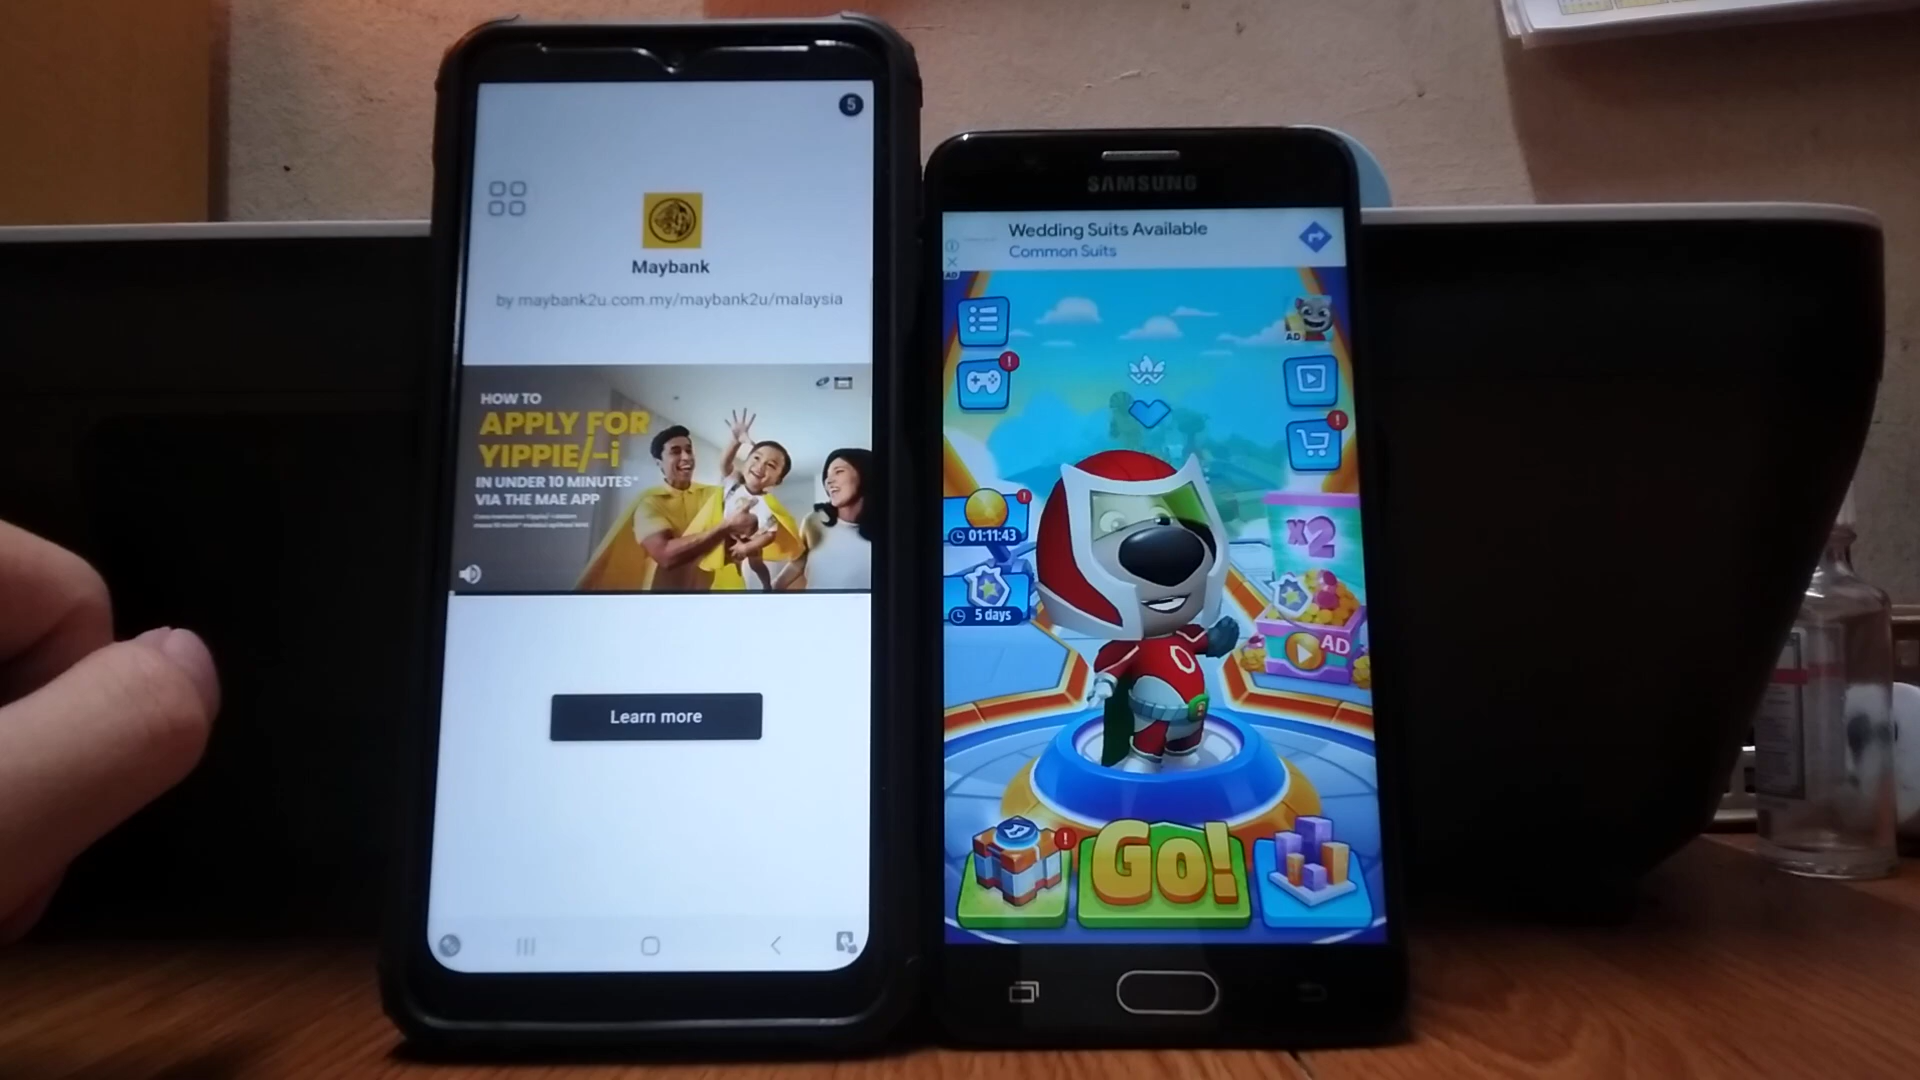 5
Maybank
by maybank2u.com.my/maybank2u/malaysia
HOW TO
APPLY FOR
YIPPIE/-i
IN UNDER 10 MINUTES*
VIA THE MAE APP
Learn more
SAMSUNG
Wedding Suits Available
Common Suits
AD
AD
!
!
!
01:11:43
5 days
X2
AD
!
GO!